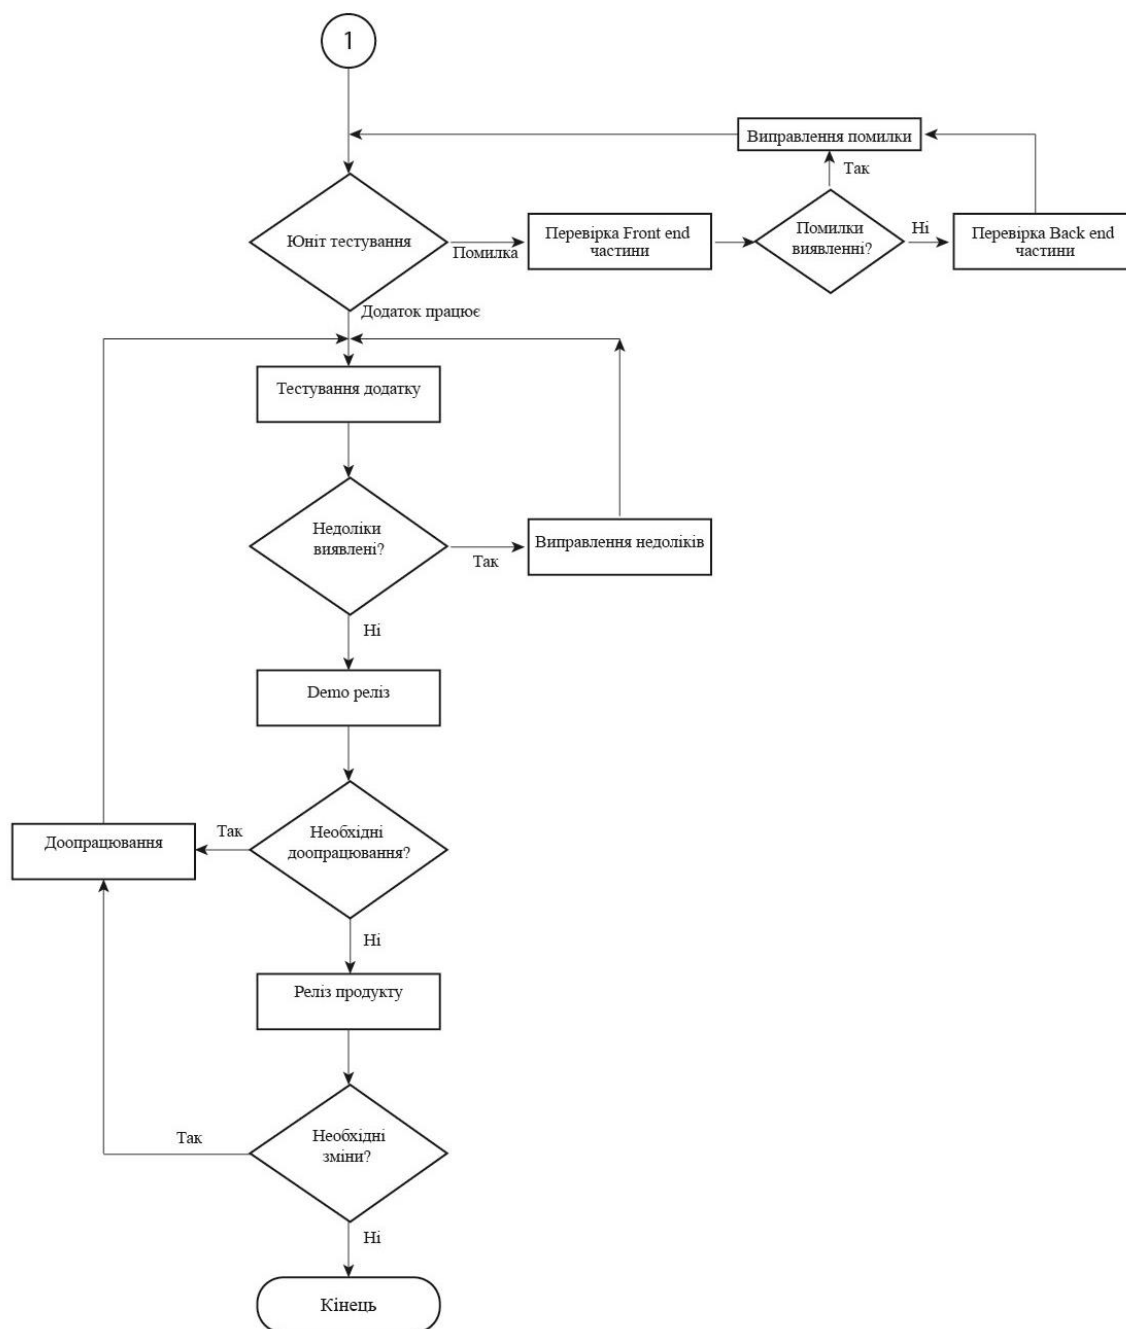 1
Виправлення помилки
Так
Юніт тестування
Помилка
Перевірка Front end
частини
Помилки
виявленні?
Ні
Перевірка Back end
частини
Додаток працює
Тестування додатку
Недоліки
виявлені?
Так
Виправлення недоліків
Ні
Demo реліз
Доопрацювання
Так
Необхідні
доопрацювання?
Ні
Реліз продукту
Так
Необхідні
зміни?
Ні
Кінець